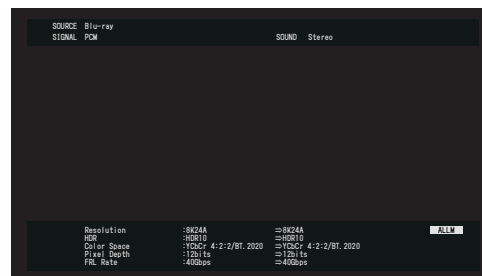 SOURCE Blu-ray
SIGNAL PCM SOUND Stereo
Resolution :8K24A ⇒8K24A ALLM
HDR :HDR10 ⇒HDR10
Color Space :YCbCr 4:2:2/BT.2020 ⇒YCbCr 4:2:2/BT.2020
Pixel Depth :12bits ⇒12bits
FRL Rate :40Gbps ⇒40Gbps